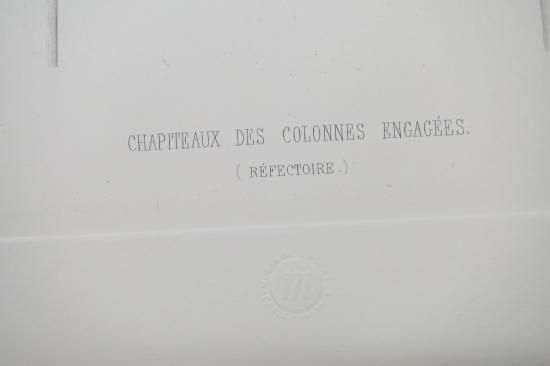 CHAPITEAUX DES COLONNES ENGAGÉES.
( RÉFECTOIRE.)
m